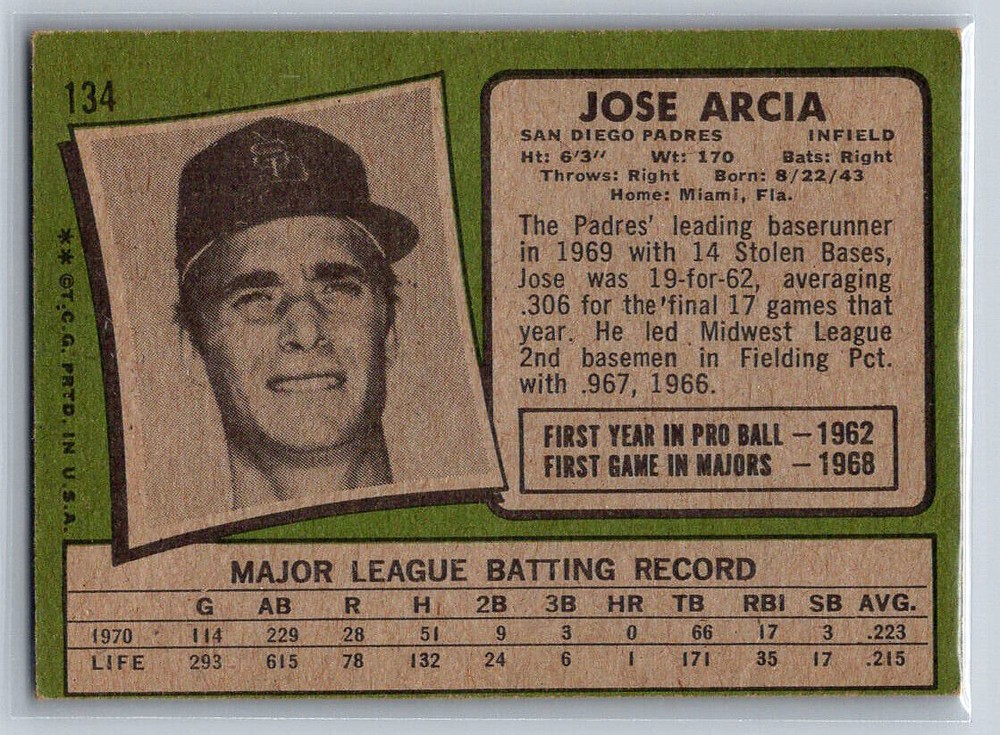 134
JOSE ARCIA
SAN DIEGO PADRES INFIELD
Ht: 6'3" Wt: 170 Bats: Right
Throws: Right Born: 8/22/43
Home: Miami, Fla.
The Padres' leading baserunner
in 1969 with 14 Stolen Bases,
Jose was 19-for-62, averaging
.306 for the final 17 games that
year. He led Midwest League
2nd basemen in Fielding Pct.
with .967, 1966.
FIRST YEAR IN PRO BALL — 1962
FIRST GAME IN MAJORS — 1968
**©T.C.G. PRTD. IN U.S.A.
MAJOR LEAGUE BATTING RECORD
G AB R H 2B 3B HR TB RBI SB AVG.
1970 114 229 28 51 9 3 0 66 17 3 .223
LIFE 293 615 78 132 24 6 1 171 35 17 .215